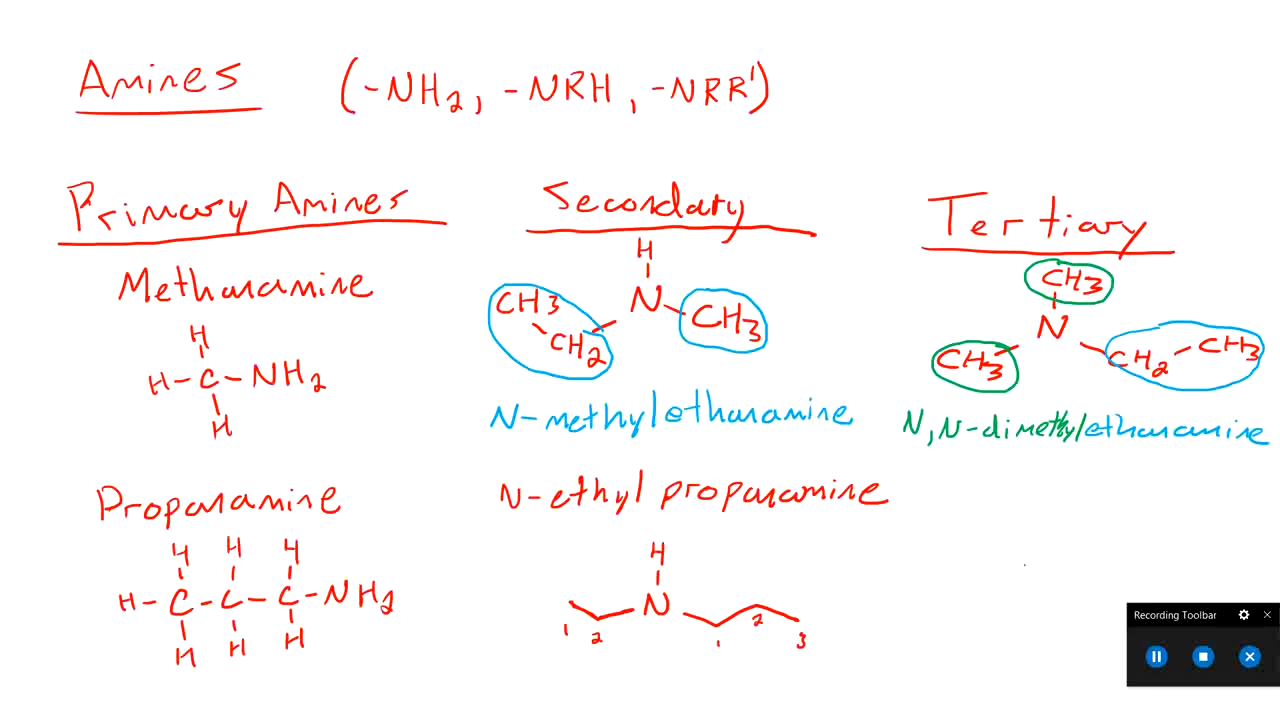 Amines (-NH2, -NRH, -NRR')
Primary Amines
Methanamine
H
H-C-NH2
H
Propanamine
H H H
H-C-C-C-NH2
H H H
Secondary
H
CH3 N CH3
CH2
N-methylethanamine
N-ethyl propanamine
H
N
1 2 1 2 3
Tertiary
CH3
N
CH3 CH2-CH3
N,N-dimethylethanamine
Recording Toolbar